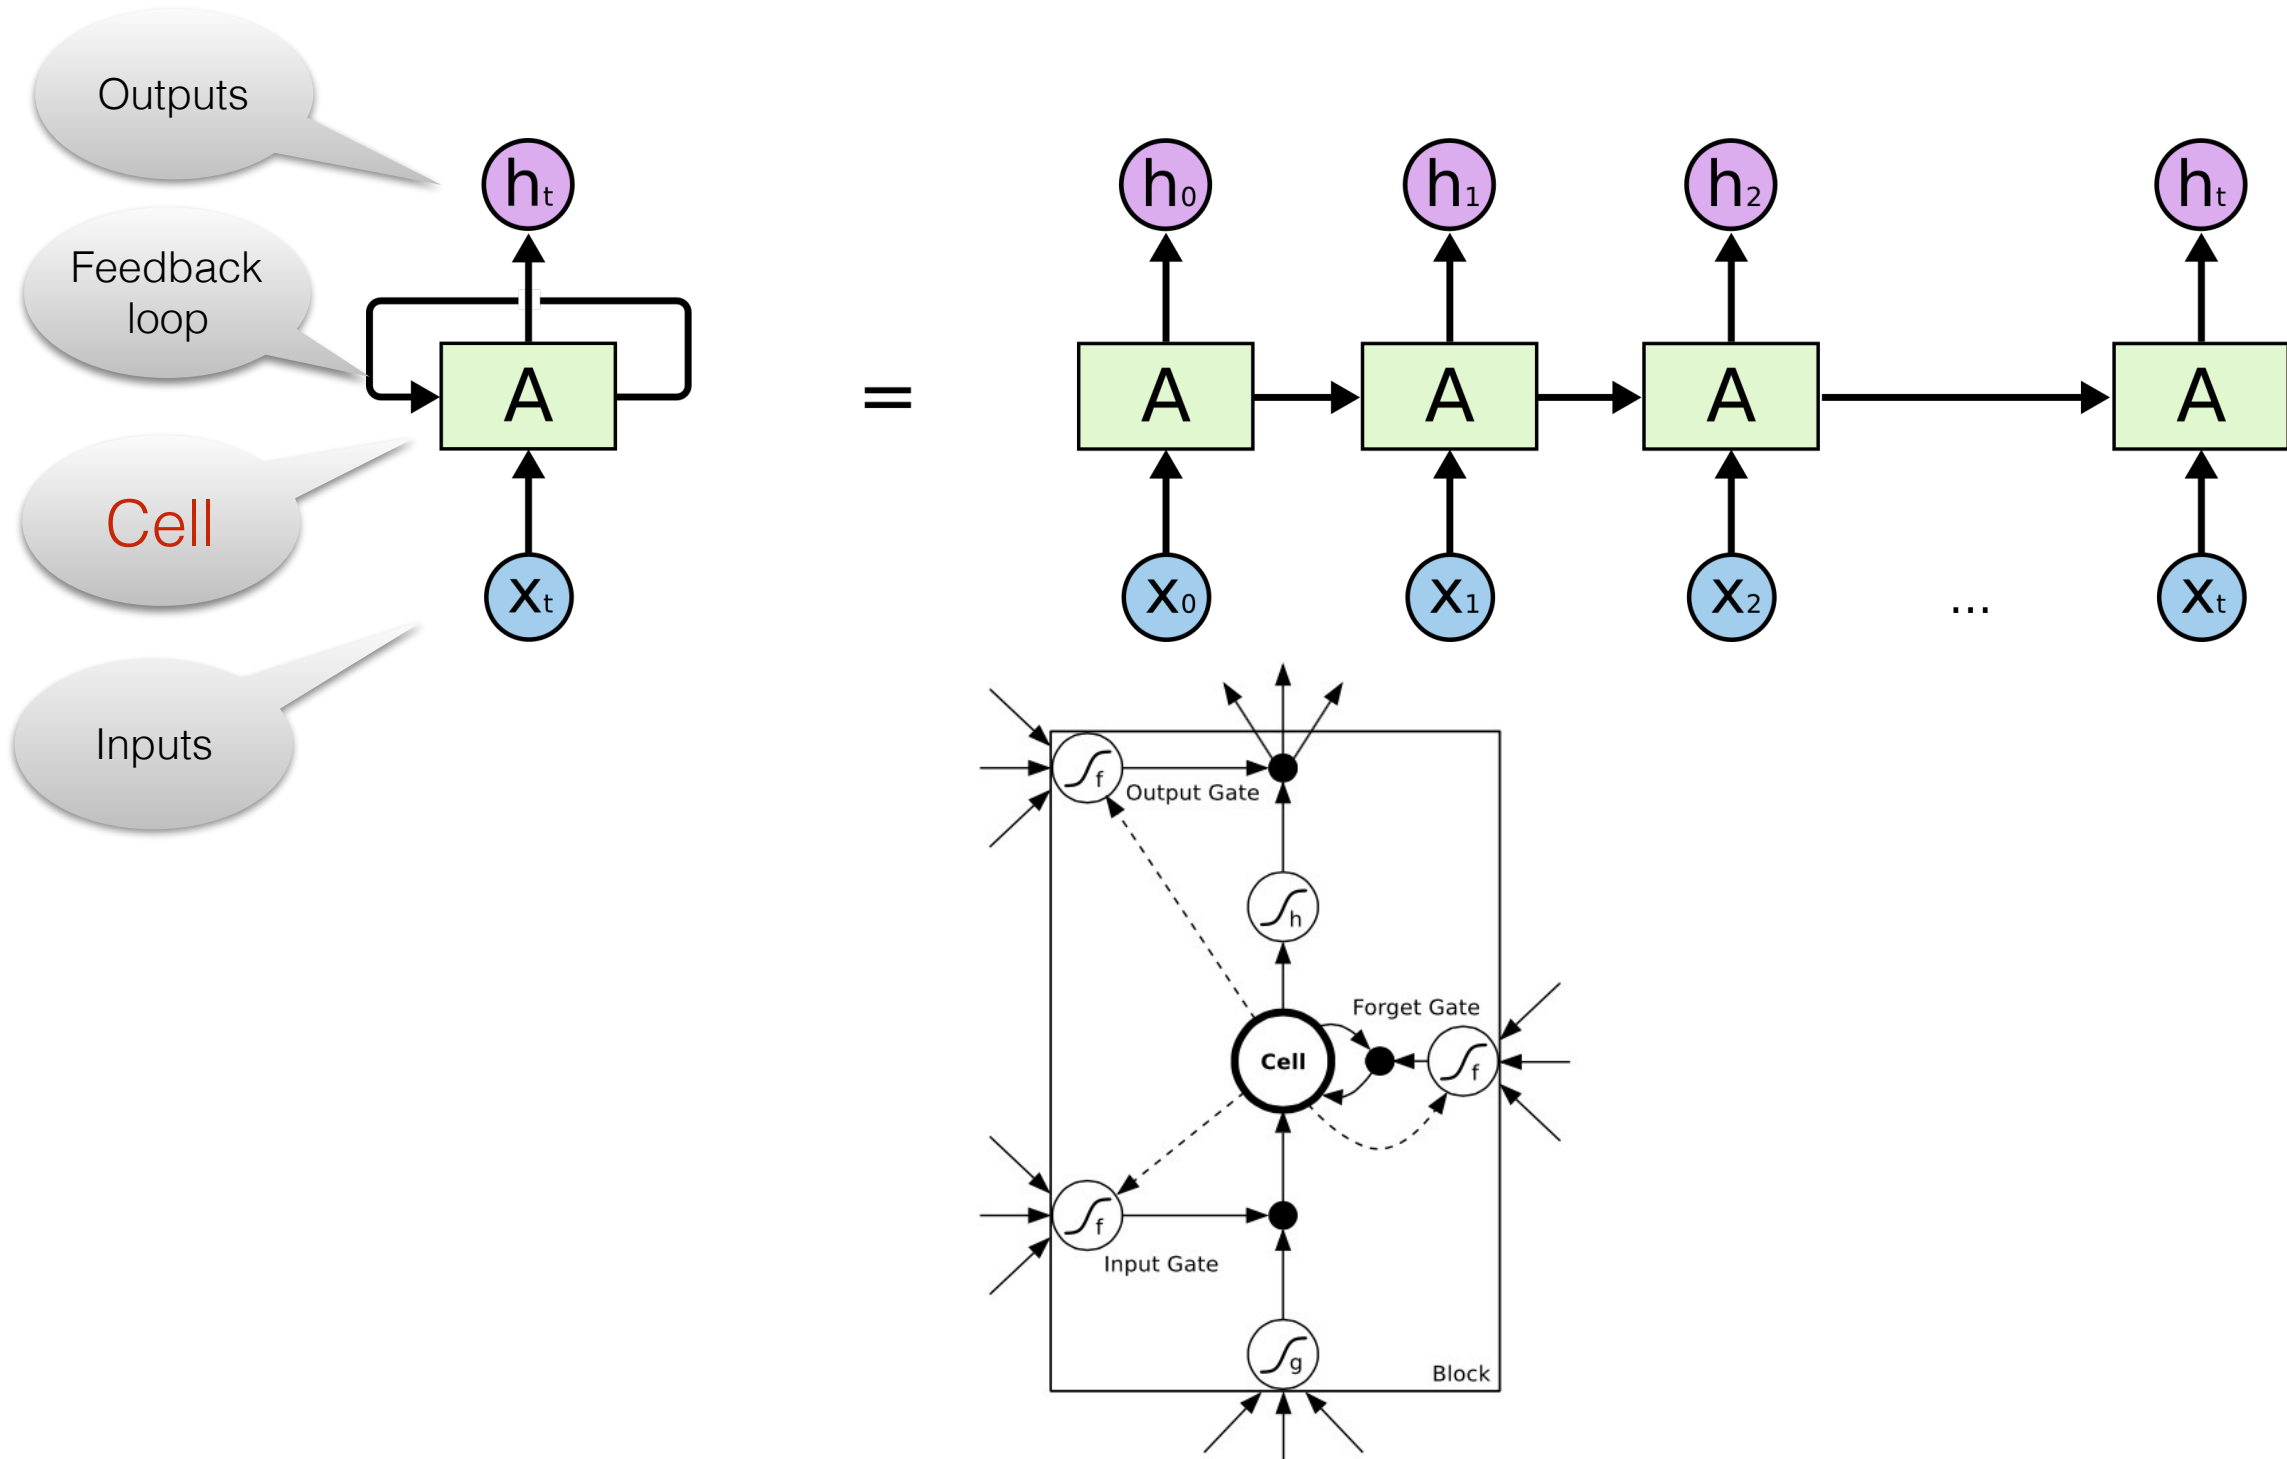 Outputs
Feedback
loop
Cell
Inputs
ht
A
xt
=
h0 h1 h2 ht
A A A A
x0 x1 x2 ... xt
f
Output Gate
h
Forget Gate
Cell
f
f
Input Gate
g
Block